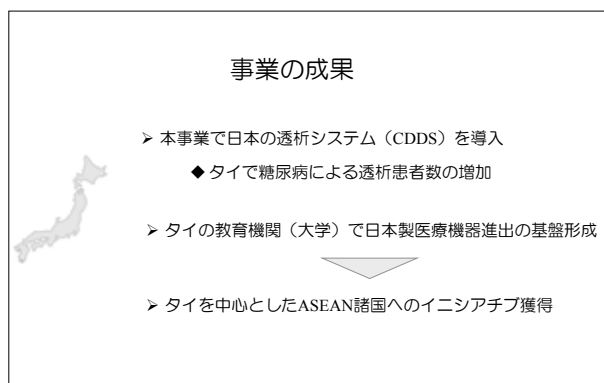 事業の成果
➢ 本事業で日本の透析システム（CDDS）を導入
◆ タイで糖尿病による透析患者数の増加
➢ タイの教育機関（大学）で日本製医療機器進出の基盤形成
➢ タイを中心としたASEAN諸国へのイニシアチブ獲得